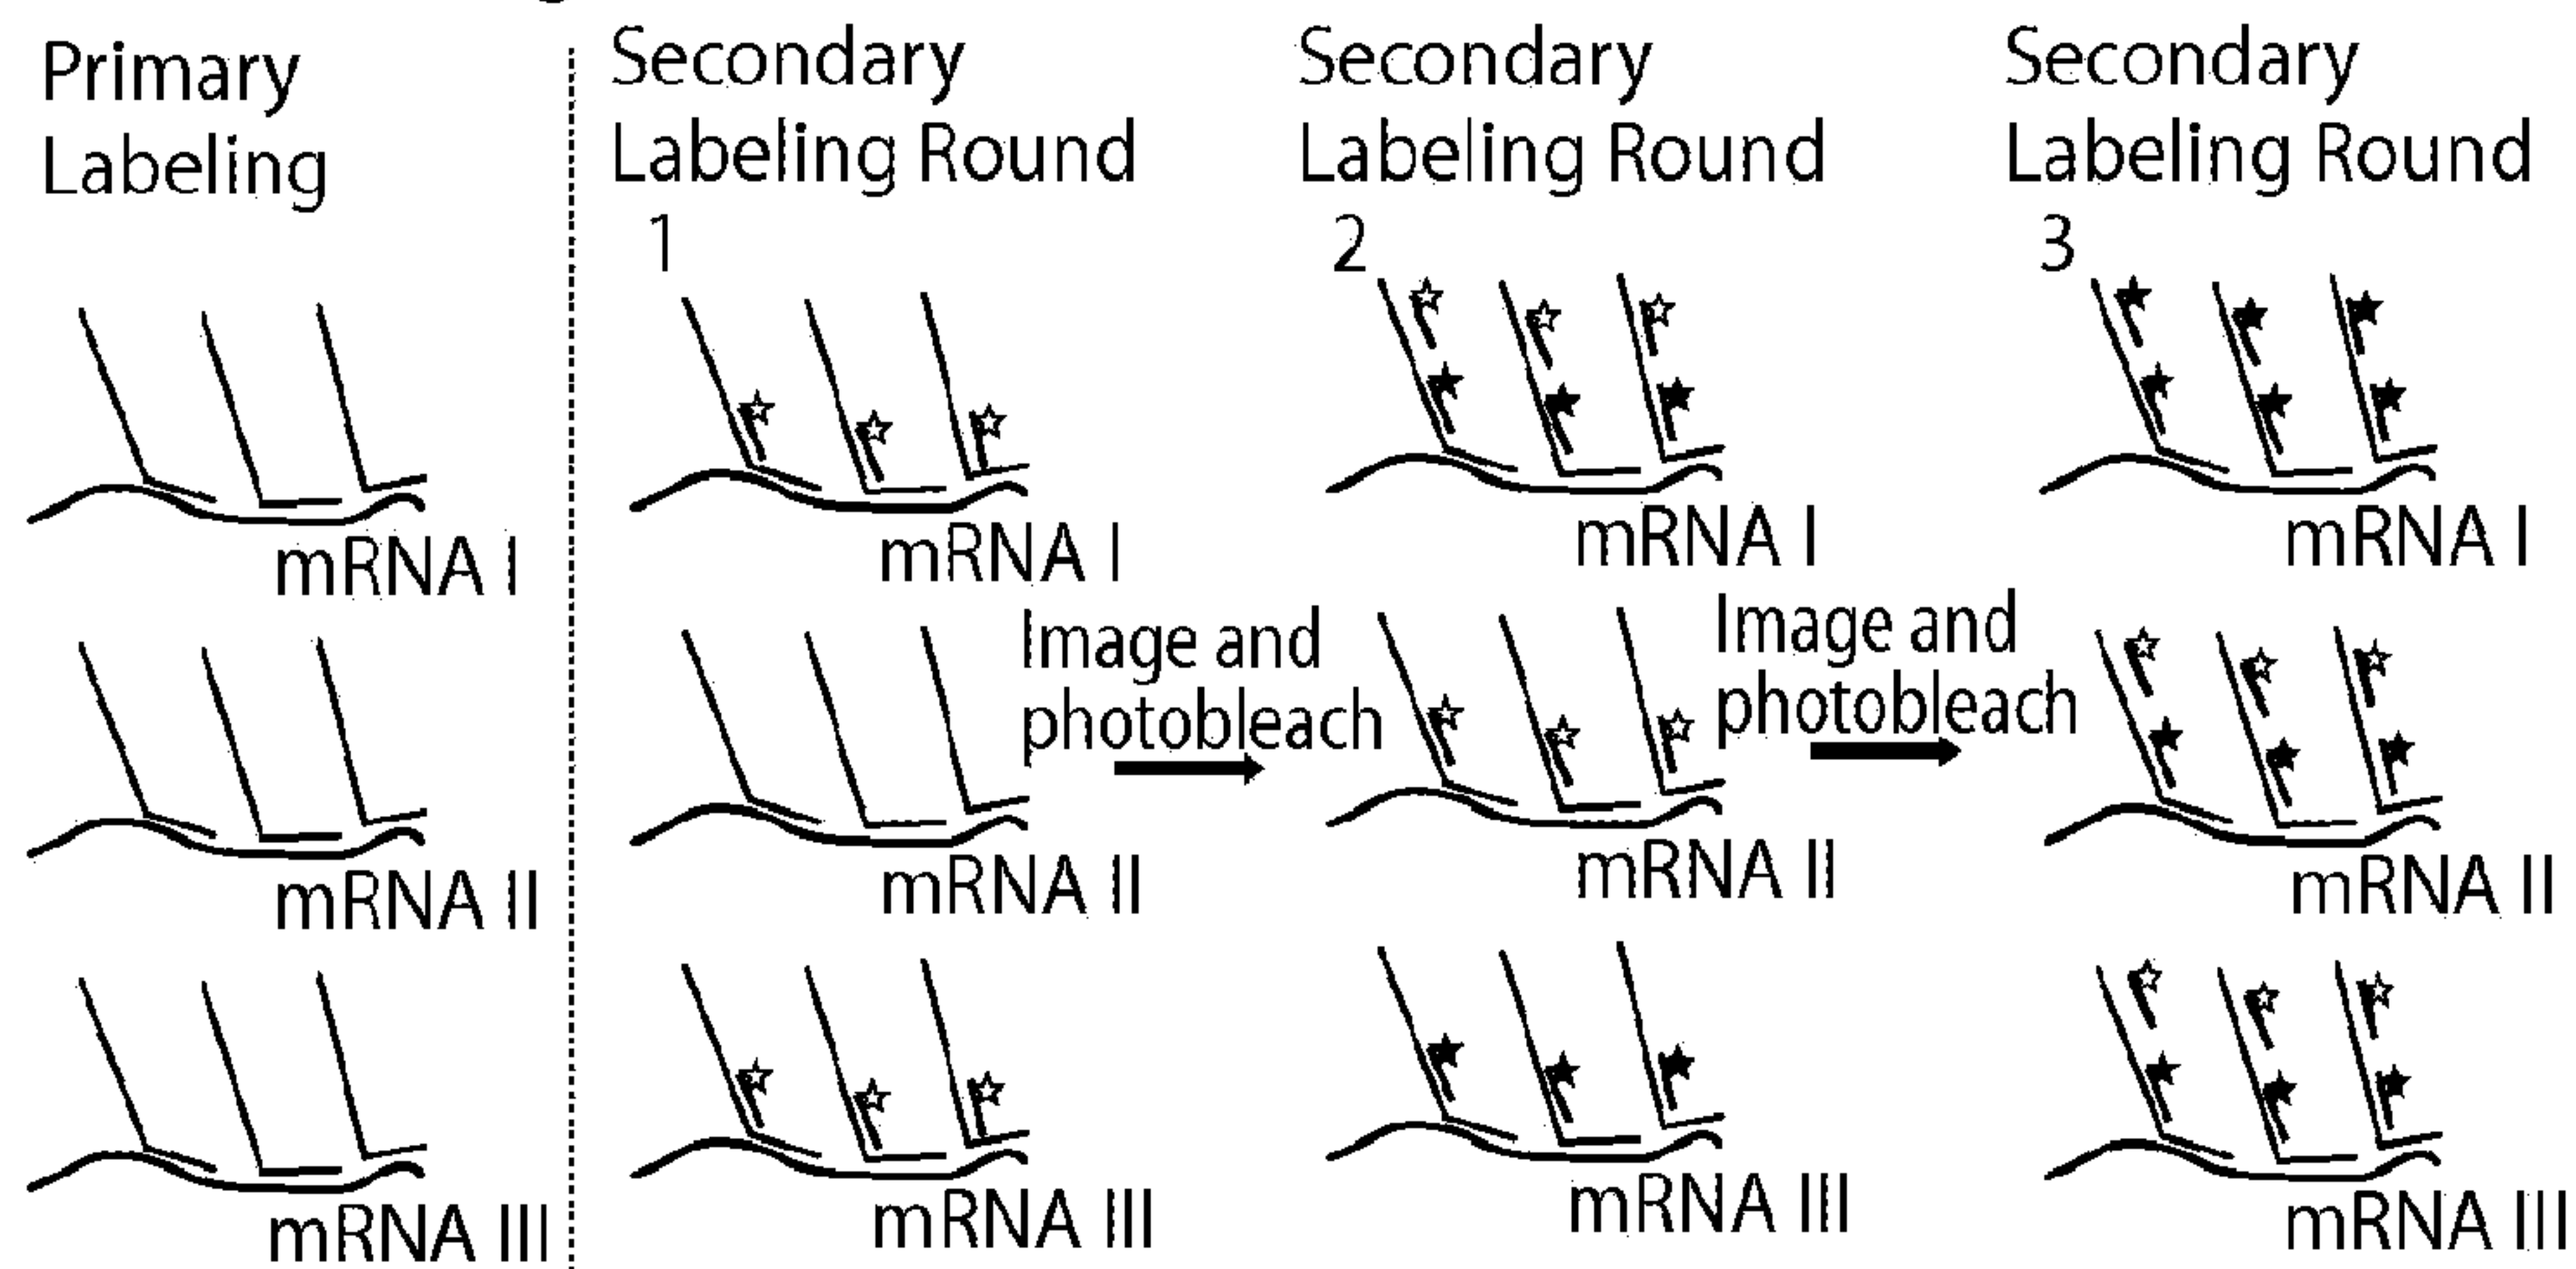 Primary
Labeling
Secondary
Labeling Round
1
Secondary
Labeling Round
2
Secondary
Labeling Round
3
mRNA I
mRNA I
mRNA I
mRNA I
Image and
photobleach
Image and
photobleach
mRNA II
mRNA II
mRNA II
mRNA II
mRNA III
mRNA III
mRNA III
mRNA III